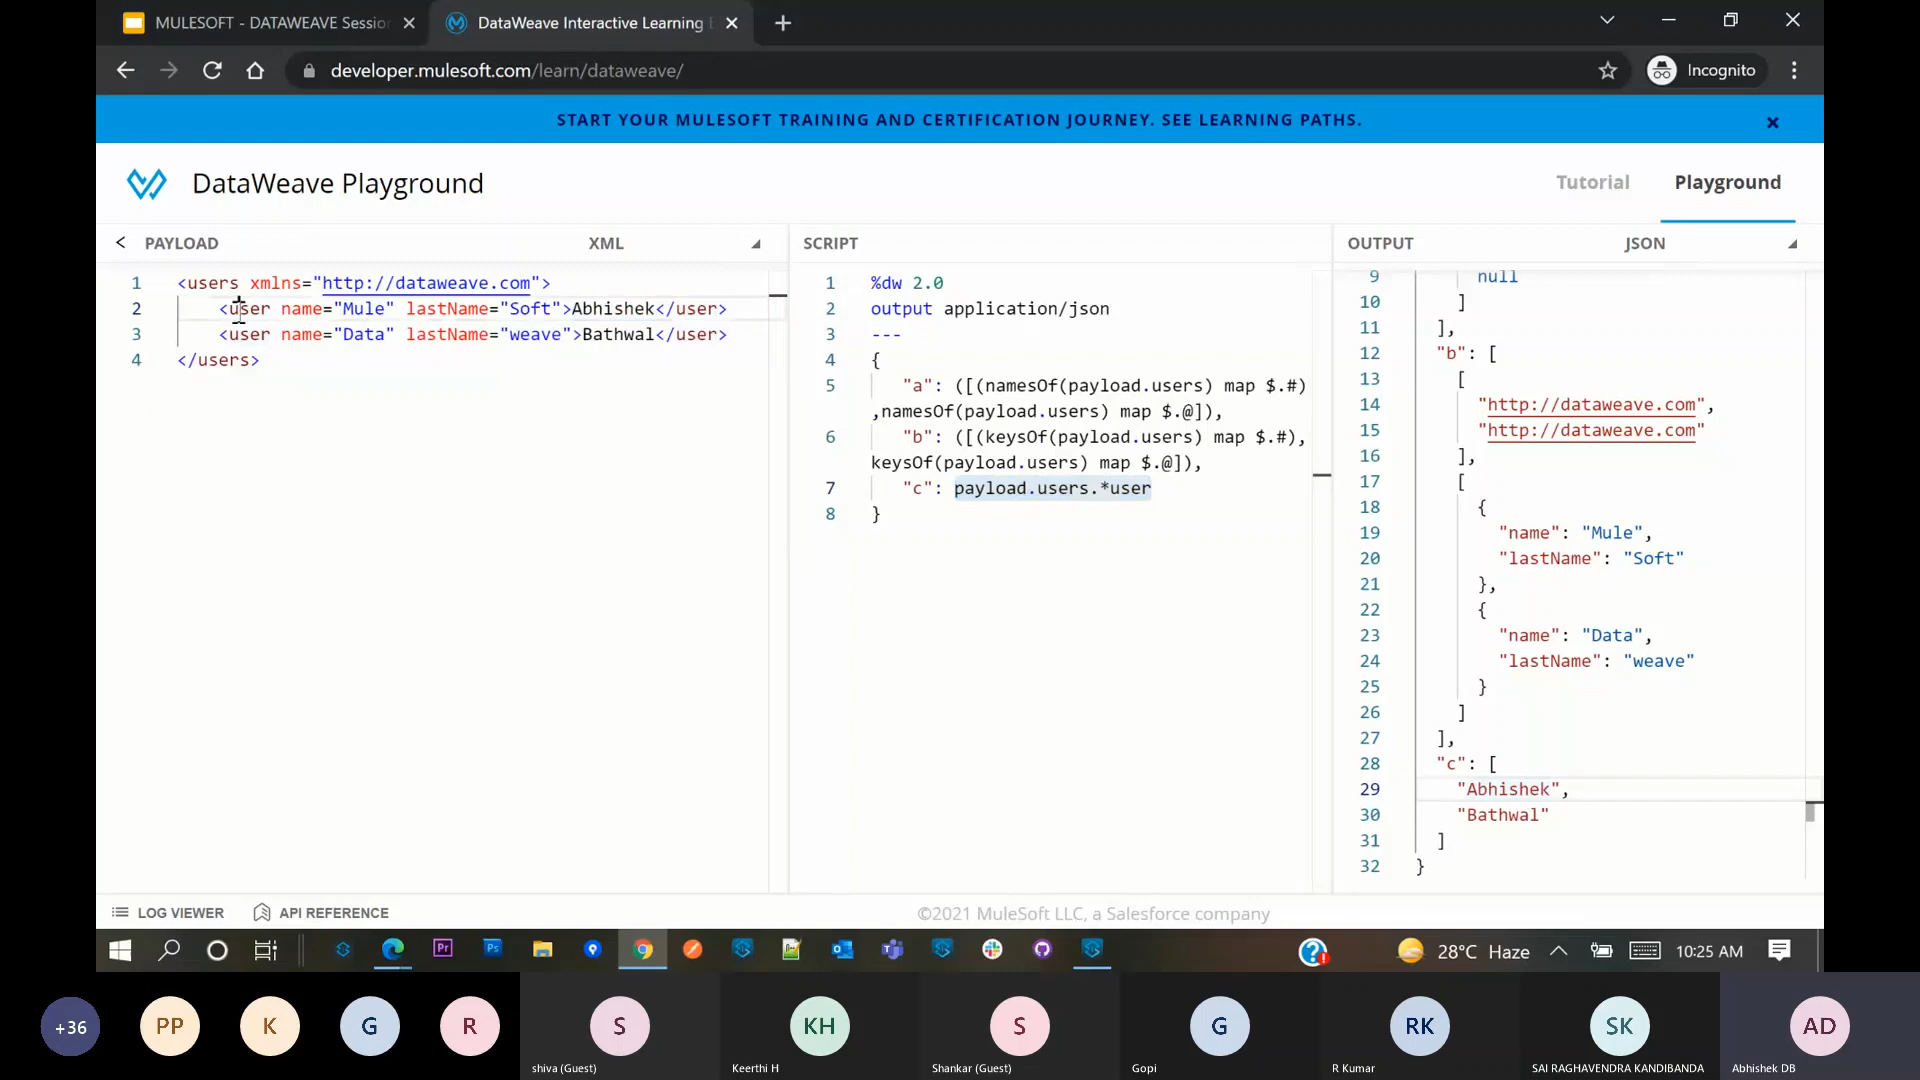 MULESOFT - DATAWEAVE Sessio
DataWeave Interactive Learning E
developer.mulesoft.com/learn/dataweave/
Incognito
START YOUR MULESOFT TRAINING AND CERTIFICATION JOURNEY. SEE LEARNING PATHS.
DataWeave Playground
Tutorial
Playground
PAYLOAD
XML
1 <users xmlns="http://dataweave.com">
2 <user name="Mule" lastName="Soft">Abhishek</user>
3 <user name="Data" lastName="weave">Bathwal</user>
4 </users>
SCRIPT
1 %dw 2.0
2 output application/json
3 ---
4 {
5 "a": ([(namesOf(payload.users) map $.#)
,namesOf(payload.users) map $.@]),
6 "b": ([(keysOf(payload.users) map $.#),
keysOf(payload.users) map $.@]),
7 "c": payload.users.*user
8 }
OUTPUT
JSON
9 null
10 ]
11 ],
12 "b": [
13 [
14 "http://dataweave.com",
15 "http://dataweave.com"
16 ],
17 [
18 {
19 "name": "Mule",
20 "lastName": "Soft"
21 },
22 {
23 "name": "Data",
24 "lastName": "weave"
25 }
26 ]
27 ],
28 "c": [
29 "Abhishek",
30 "Bathwal"
31 ]
32 }
LOG VIEWER
API REFERENCE
©2021 MuleSoft LLC, a Salesforce company
Pr
Ps
28°C Haze
10:25 AM
+36
PP
K
G
R
S
shiva (Guest)
KH
Keerthi H
S
Shankar (Guest)
G
Gopi
RK
R Kumar
SK
SAI RAGHAVENDRA KANDIBANDA
AD
Abhishek DB